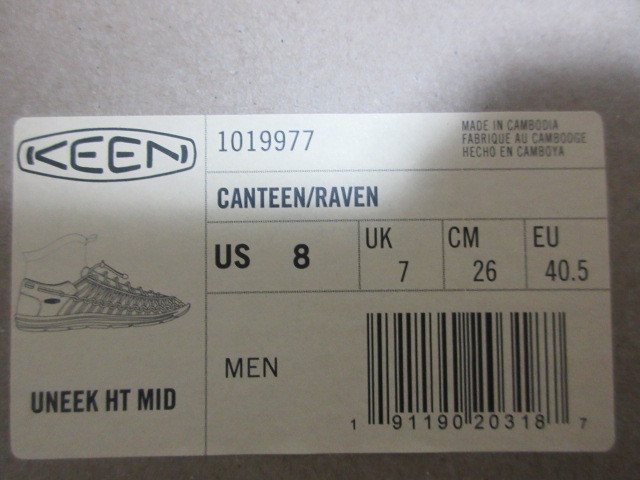 KEEN
1019977
MADE IN CAMBODIA
FABRIQUE AU CAMBODGE
HECHO EN CAMBOYA
CANTEEN/RAVEN
US 8
UK 7
CM 26
EU 40.5
UNEEK HT MID
MEN
1 91190 20318 7